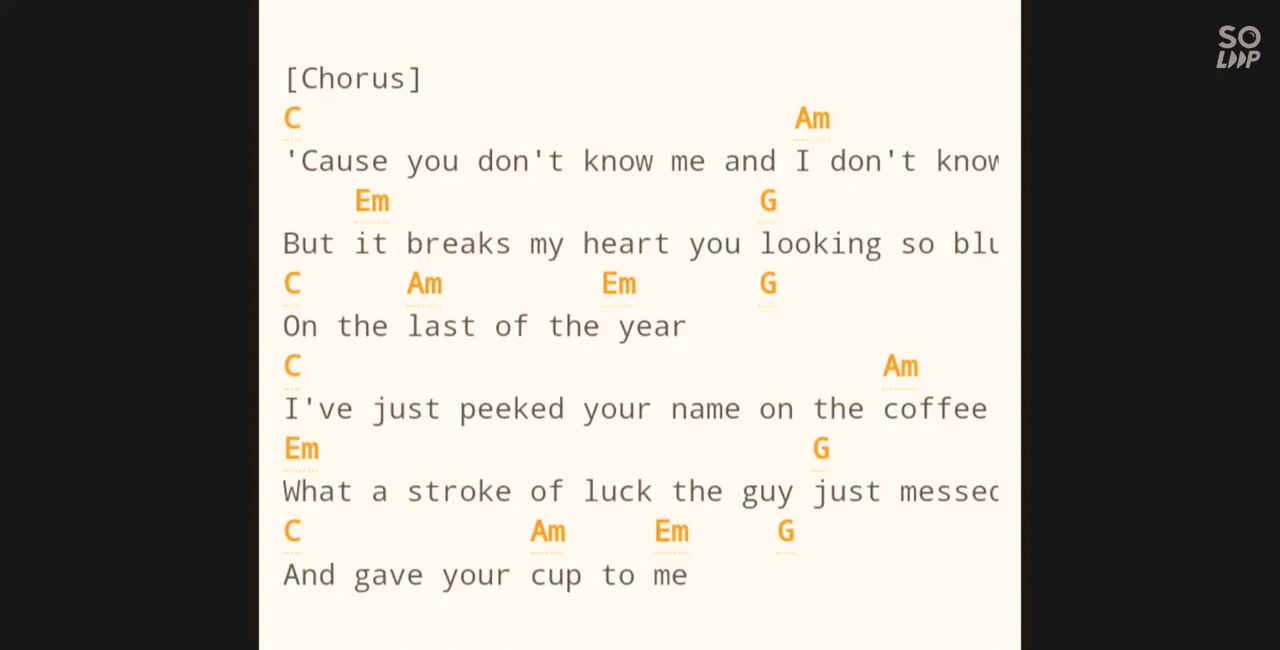 SO
LOOP
[Chorus]
C Am
'Cause you don't know me and I don't know
Em G
But it breaks my heart you looking so blu
C Am Em G
On the last of the year
C Am
I've just peeked your name on the coffee
Em G
What a stroke of luck the guy just messed
C Am Em G
And gave your cup to me